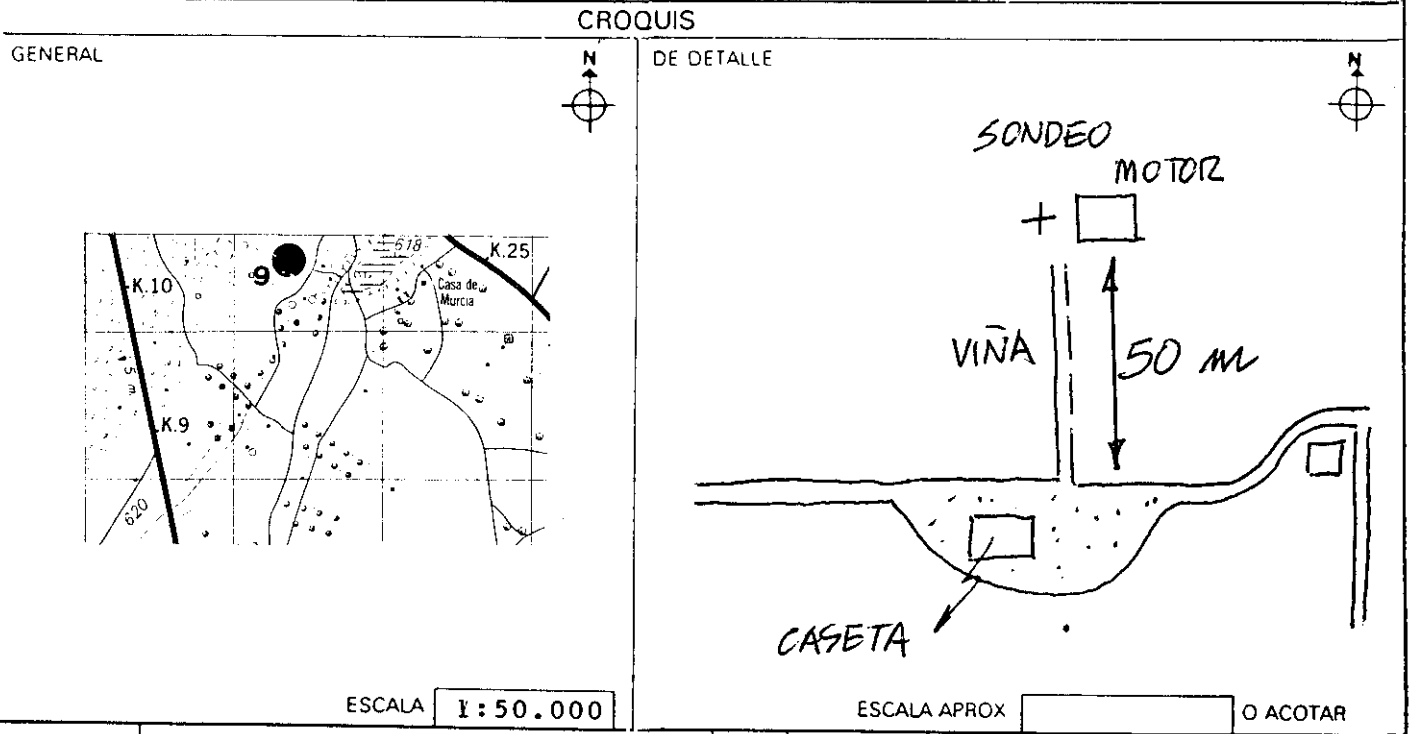 CROQUIS
GENERAL
N
K.10
9
618
K.25
Casa de
Murcia
5 m.
K.9
620
ESCALA 1:50.000
DE DETALLE
N
SONDEO
MOTOR
VIÑA
50 m
CASETA
ESCALA APROX
O ACOTAR